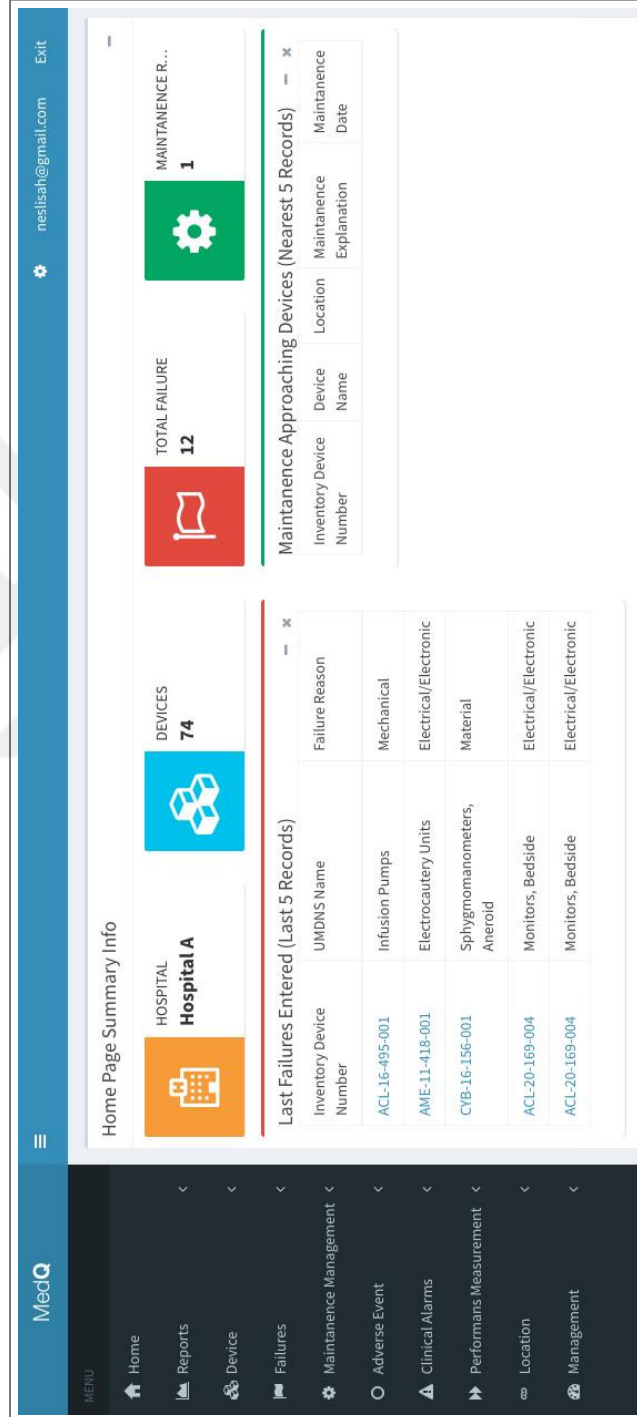 MedQ
neslisah@gmail.com
Exit
MENU
Home
Reports
Device
Failures
Maintenance Management
Adverse Event
Clinical Alarms
Performans Measurement
Location
Management
Home Page Summary Info
HOSPITAL
Hospital A
DEVICES
74
TOTAL FAILURE
12
MAINTANENCE R...
1
Last Failures Entered (Last 5 Records)
Inventory Device
Number
UMDNS Name
Failure Reason
ACL-16-495-001
Infusion Pumps
Mechanical
AME-11-418-001
Electrocautery Units
Electrical/Electronic
CYB-16-156-001
Sphygmomanometers,
Aneroid
Material
ACL-20-169-004
Monitors, Bedside
Electrical/Electronic
ACL-20-169-004
Monitors, Bedside
Electrical/Electronic
Maintanence Approaching Devices (Nearest 5 Records)
Inventory Device
Number
Device
Name
Location
Maintanence
Explanation
Maintanence
Date